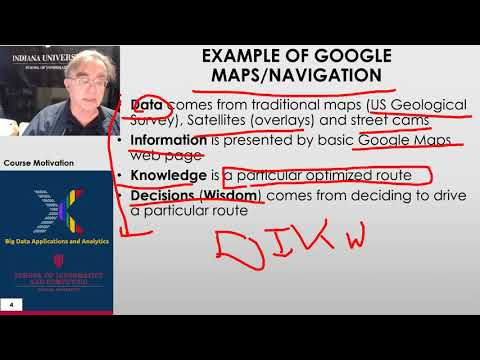 INDIANA UNIVERSITY
Course Motivation
Big Data Applications and Analytics
SCHOOL OF INFORMATICS
AND COMPUTING
INDIANA UNIVERSITY
4
EXAMPLE OF GOOGLE
MAPS/NAVIGATION
Data comes from traditional maps (US Geological
Survey), Satellites (overlays) and street cams
Information is presented by basic Google Maps
web page
Knowledge is a particular optimized route
Decisions (Wisdom) comes from deciding to drive
a particular route
DIKW